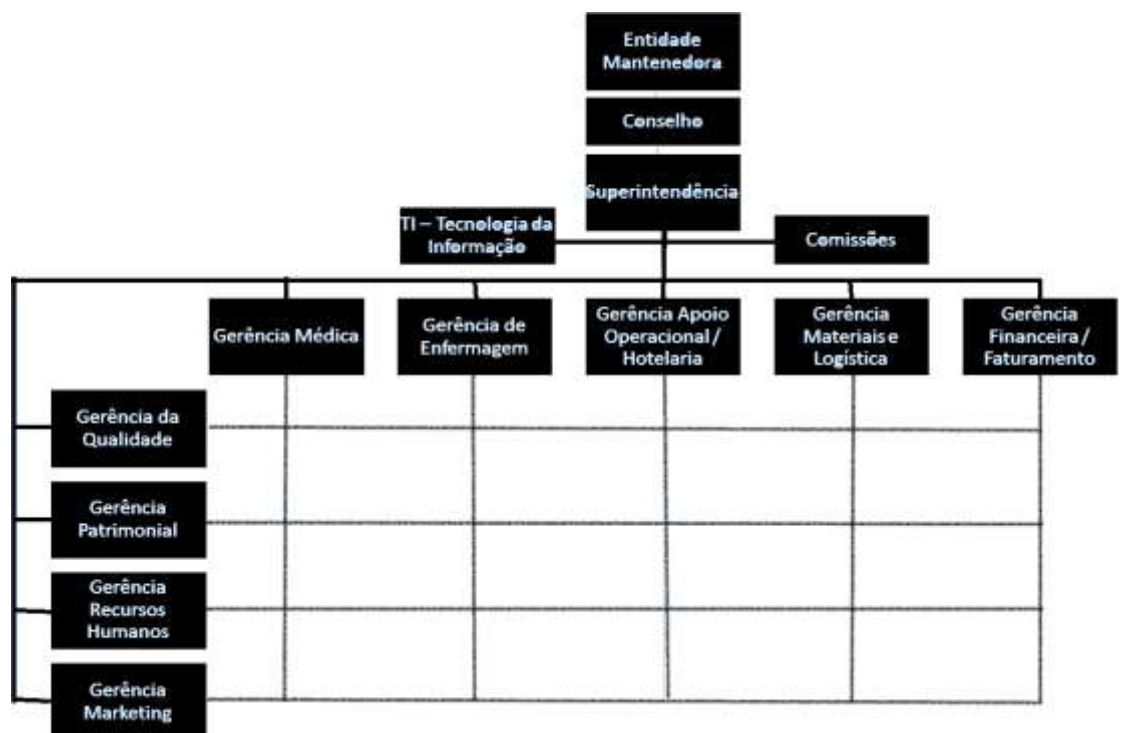 Entidade
Mantenedora
Conselho
Superintendência
TI – Tecnologia da
Informação
Comissões
Gerência Médica
Gerência de
Enfermagem
Gerência Apoio
Operacional /
Hotelaria
Gerência
Materiais e
Logística
Gerência
Financeira /
Faturamento
Gerência da
Qualidade
Gerência
Patrimonial
Gerência
Recursos
Humanos
Gerência
Marketing